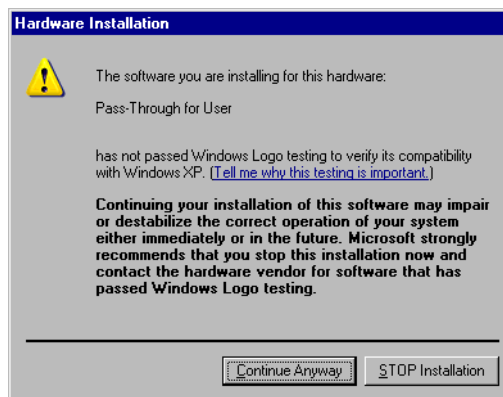 Hardware Installation
The software you are installing for this hardware:
Pass-Through for User
has not passed Windows Logo testing to verify its compatibility
with Windows XP. (Tell me why this testing is important.)
Continuing your installation of this software may impair
or destabilize the correct operation of your system
either immediately or in the future. Microsoft strongly
recommends that you stop this installation now and
contact the hardware vendor for software that has
passed Windows Logo testing.
Continue Anyway
STOP Installation